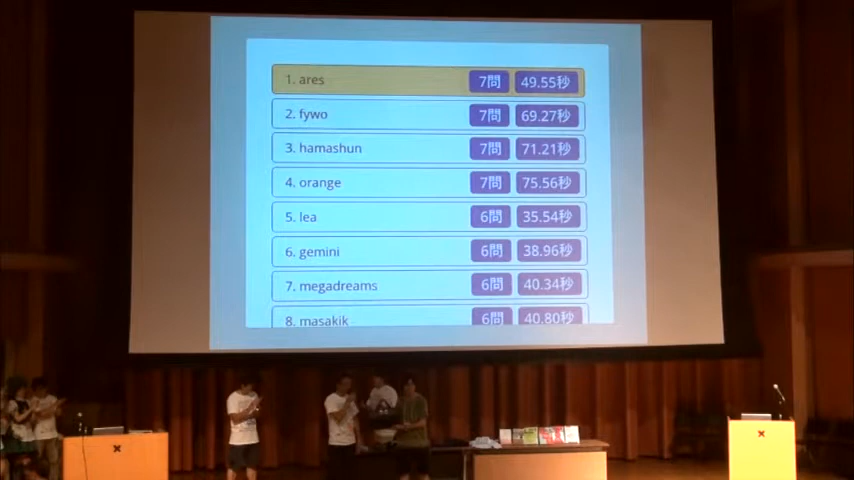 1. ares 7問 49.55秒
2. fywo 7問 69.27秒
3. hamashun 7問 71.21秒
4. orange 7問 75.56秒
5. lea 6問 35.54秒
6. gemini 6問 38.96秒
7. megadreams 6問 40.34秒
8. masakik 6問 40.80秒